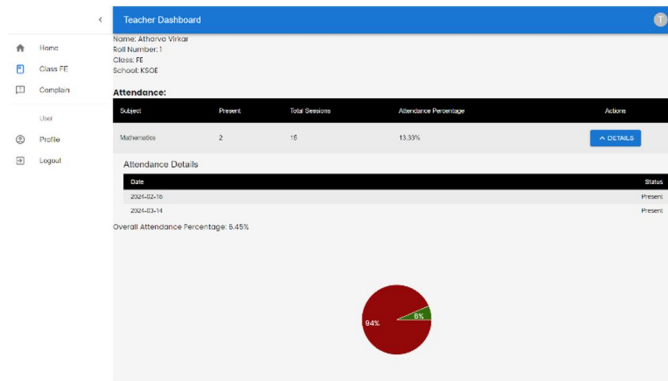 Teacher Dashboard
T
Home
Class FE
Complain
User
Profile
Logout
Name: Atharva Virkar
Roll Number: 1
Class: FE
School: KSOE
Attendance:
Subject Present Total Sessions Attendance Percentage Actions
Mathematics 2 15 13.33% DETAILS
Attendance Details
Date Status
2024-02-16 Present
2024-03-14 Present
Overall Attendance Percentage: 6.45%
94%
6%